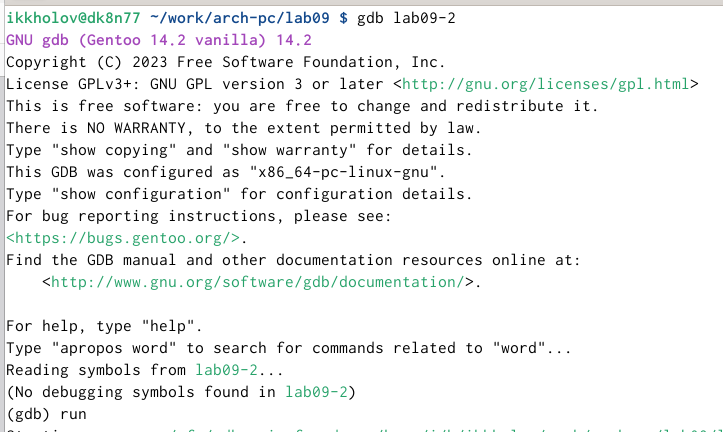 ikkholov@dk8n77 ~/work/arch-pc/lab09 $ gdb lab09-2
GNU gdb (Gentoo 14.2 vanilla) 14.2
Copyright (C) 2023 Free Software Foundation, Inc.
License GPLv3+: GNU GPL version 3 or later <http://gnu.org/licenses/gpl.html>
This is free software: you are free to change and redistribute it.
There is NO WARRANTY, to the extent permitted by law.
Type "show copying" and "show warranty" for details.
This GDB was configured as "x86_64-pc-linux-gnu".
Type "show configuration" for configuration details.
For bug reporting instructions, please see:
<https://bugs.gentoo.org/>.
Find the GDB manual and other documentation resources online at:
    <http://www.gnu.org/software/gdb/documentation/>.

For help, type "help".
Type "apropos word" to search for commands related to "word"...
Reading symbols from lab09-2...
(No debugging symbols found in lab09-2)
(gdb) run